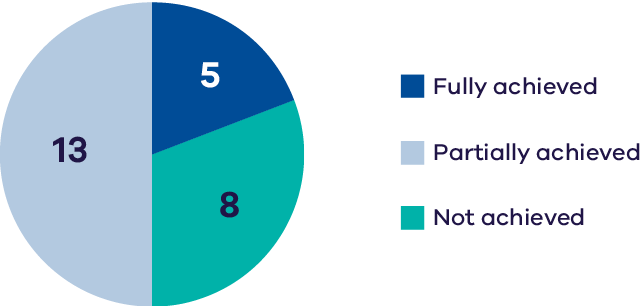 5
13
8
Fully achieved
Partially achieved
Not achieved